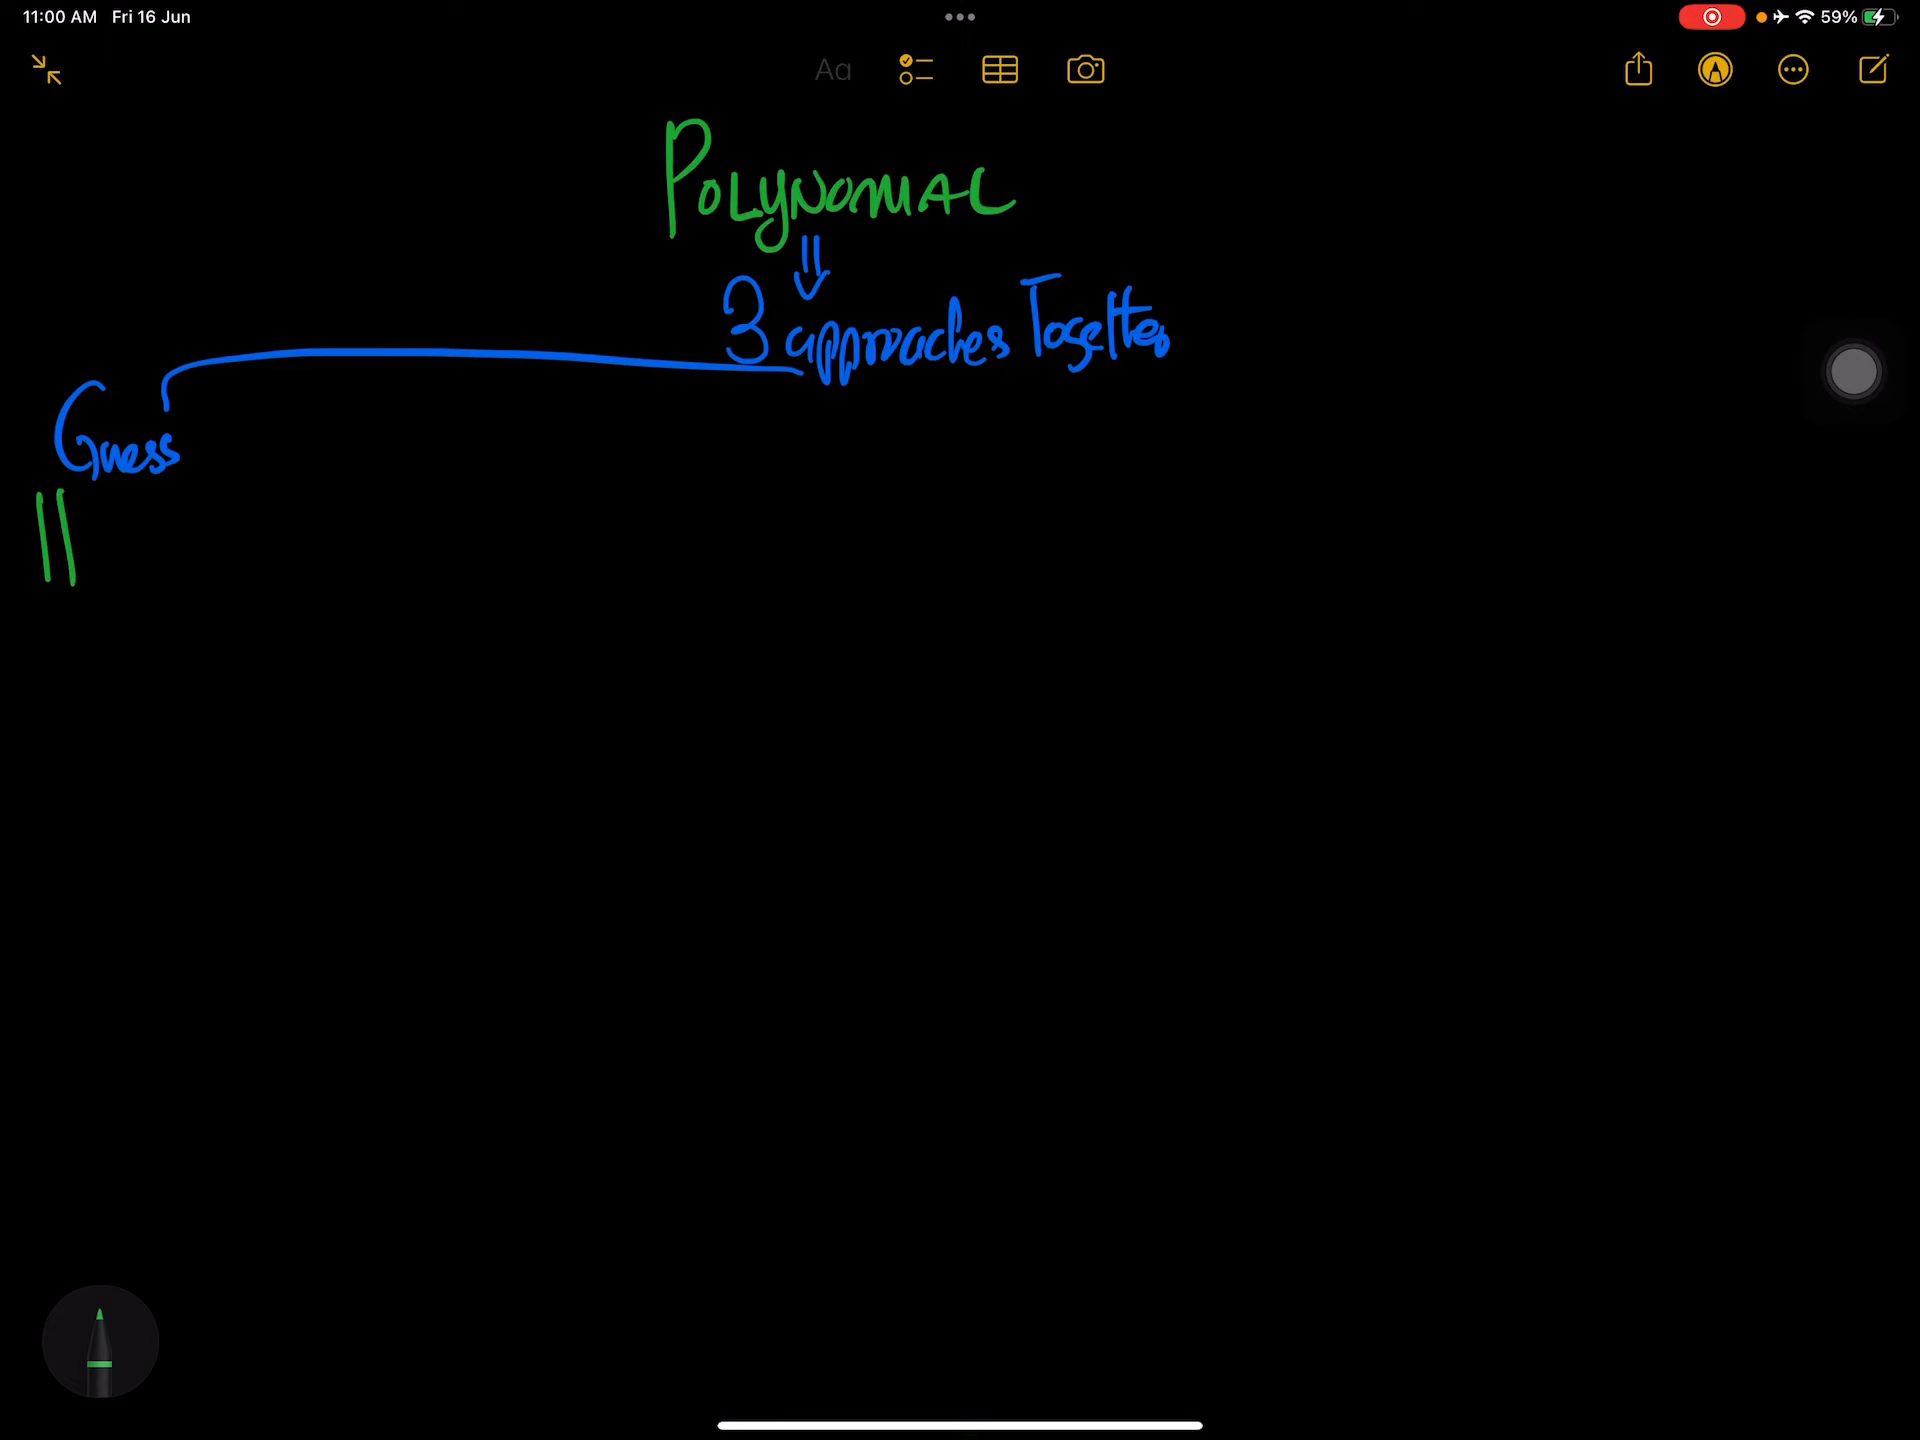 11:00 AM Fri 16 Jun
59%
Aa
POLYNOMIAL
3 approaches Together
Guess